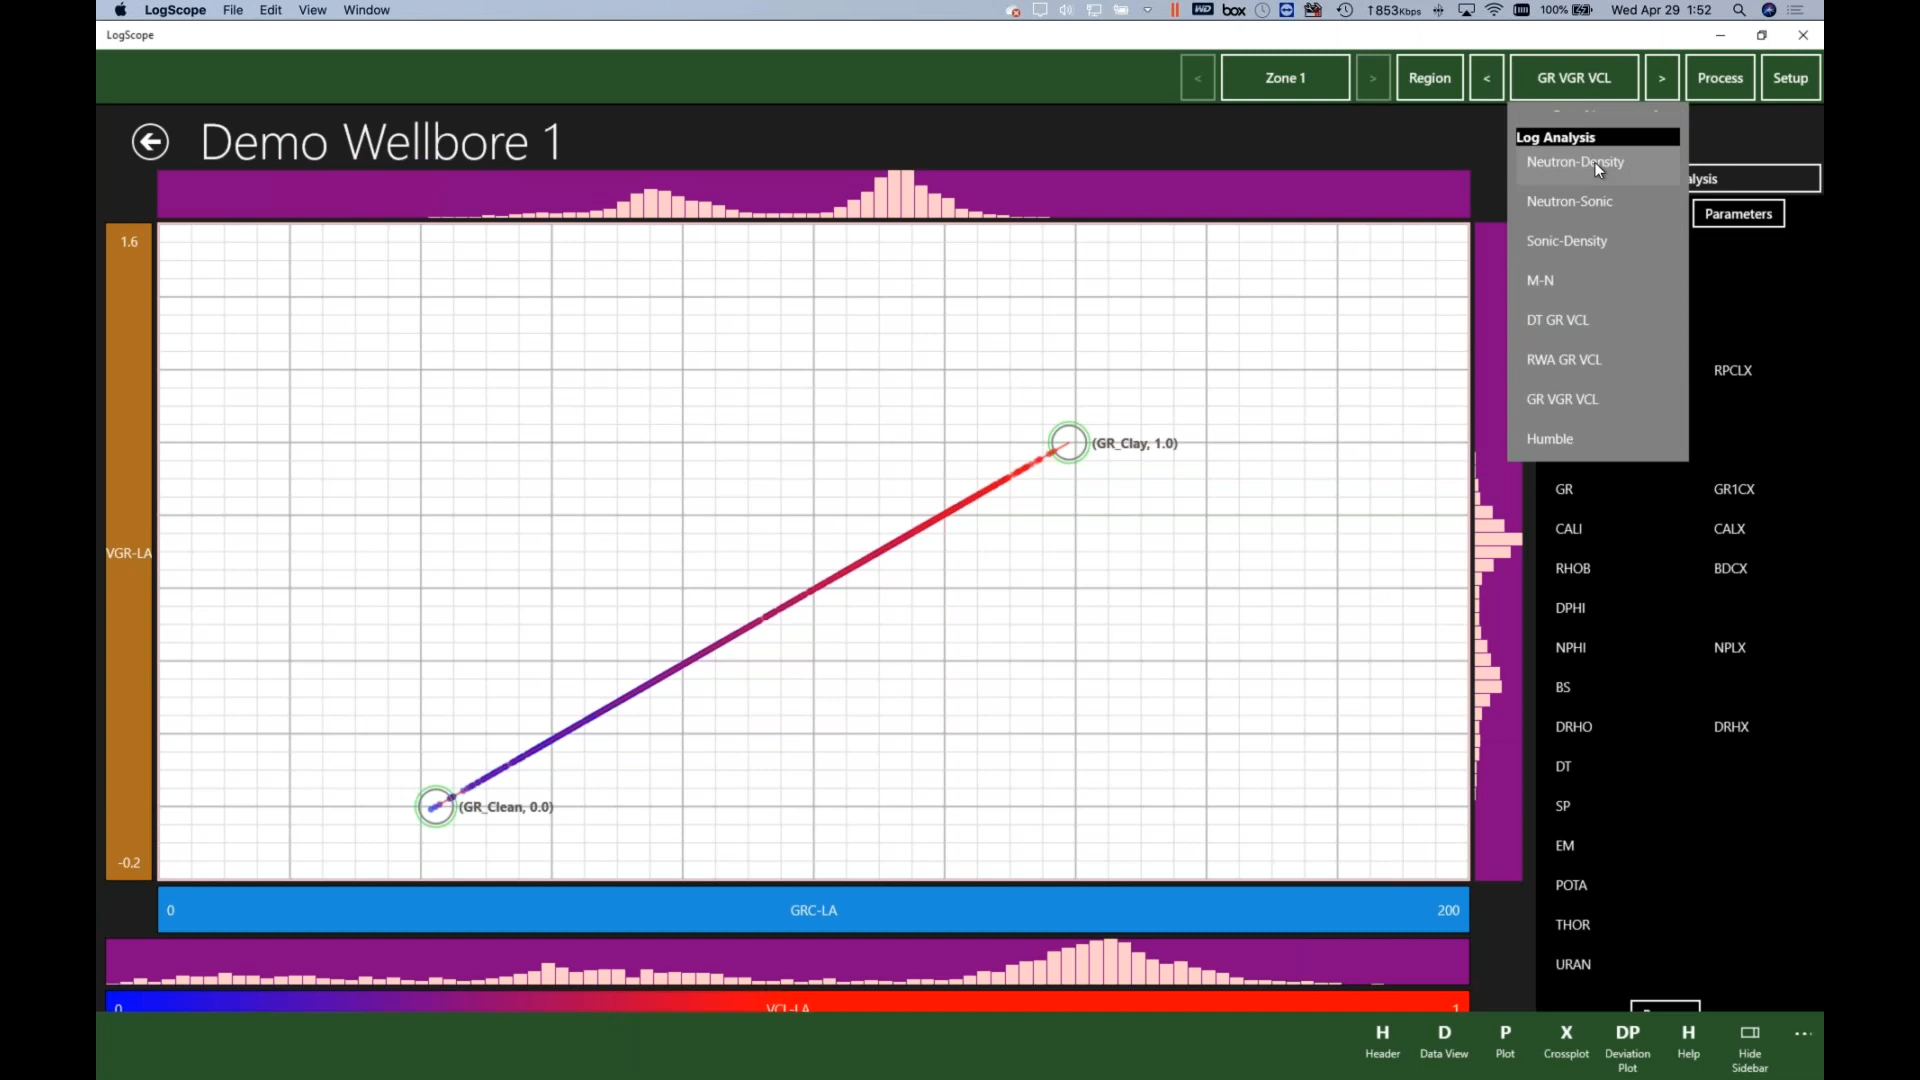 LogScope File Edit View Window
WD box 853Kbps 100% Wed Apr 29 1:52
LogScope
< Zone 1 > Region < GR VGR VCL > Process Setup
Demo Wellbore 1
Log Analysis
Neutron-Density
Neutron-Sonic
Sonic-Density
M-N
DT GR VCL
RWA GR VCL
GR VGR VCL
Humble
alysis
Parameters
RPCLX
GR GR1CX
CALI CALX
RHOB BDCX
DPHI
NPHI NPLX
BS
DRHO DRHX
DT
SP
EM
POTA
THOR
URAN
1.6
VGR-LA
-0.2
(GR_Clay, 1.0)
(GR_Clean, 0.0)
0 GRC-LA 200
0 VCL-LA 1
H Header
D Data View
P Plot
X Crossplot
DP Deviation Plot
H Help
Hide Sidebar
...